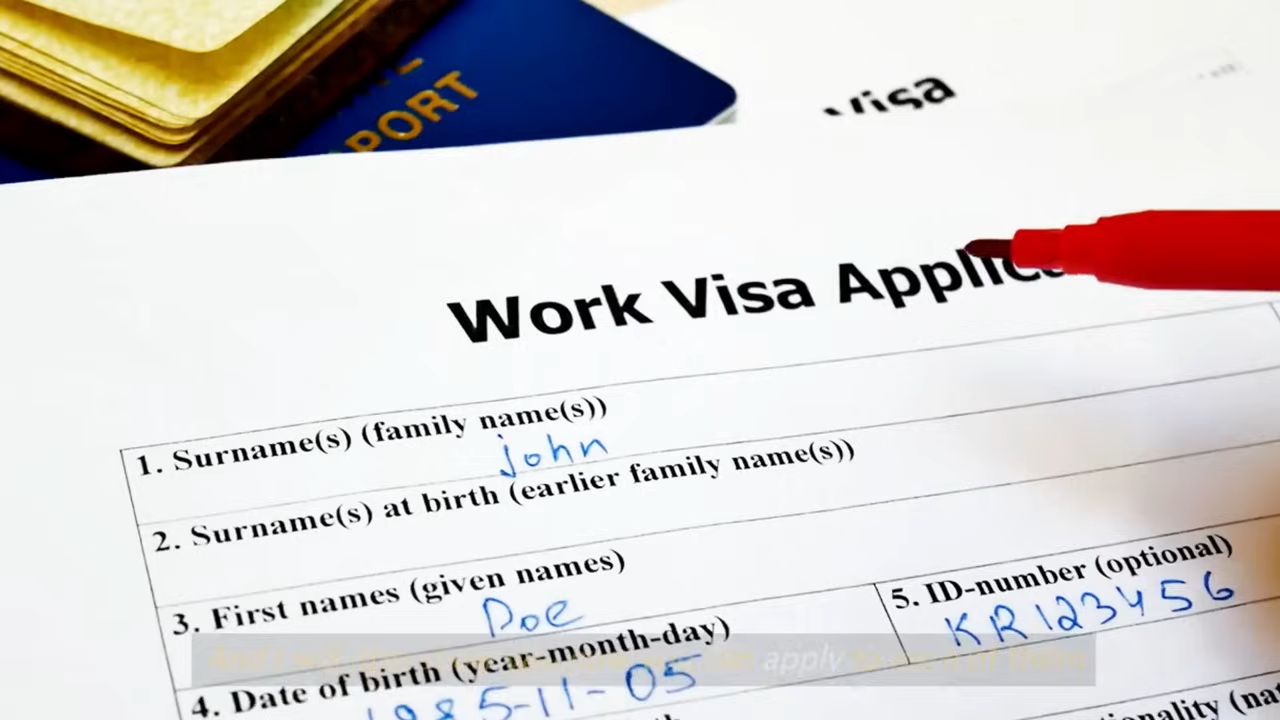 PORT
Visa
Work Visa Applica
1. Surname(s) (family name(s))
john
2. Surname(s) at birth (earlier family name(s))
3. First names (given names)
Doe
5. ID-number (optional)
KR123456
4. Date of birth (year-month-day)
1985-11-05
apply